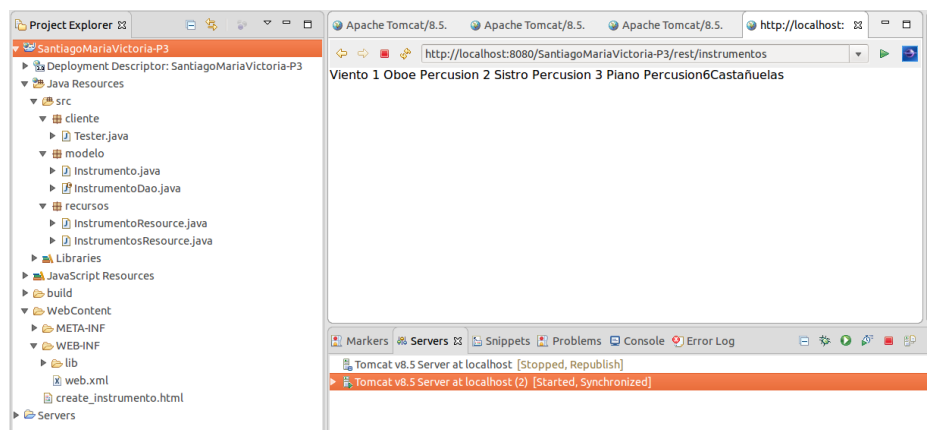 Project Explorer
SantiagoMariaVictoria-P3
Deployment Descriptor: SantiagoMariaVictoria-P3
Java Resources
src
cliente
Tester.java
modelo
Instrumento.java
InstrumentoDao.java
recursos
InstrumentoResource.java
InstrumentosResource.java
Libraries
JavaScript Resources
build
WebContent
META-INF
WEB-INF
lib
web.xml
create_instrumento.html
Servers
Apache Tomcat/8.5. Apache Tomcat/8.5. Apache Tomcat/8.5. http://localhost:
http://localhost:8080/SantiagoMariaVictoria-P3/rest/instrumentos
Viento 1 Oboe Percusion 2 Sistro Percusion 3 Piano Percusion6Castañuelas
Markers Servers Snippets Problems Console Error Log
Tomcat v8.5 Server at localhost [Stopped, Republish]
Tomcat v8.5 Server at localhost (2) [Started, Synchronized]